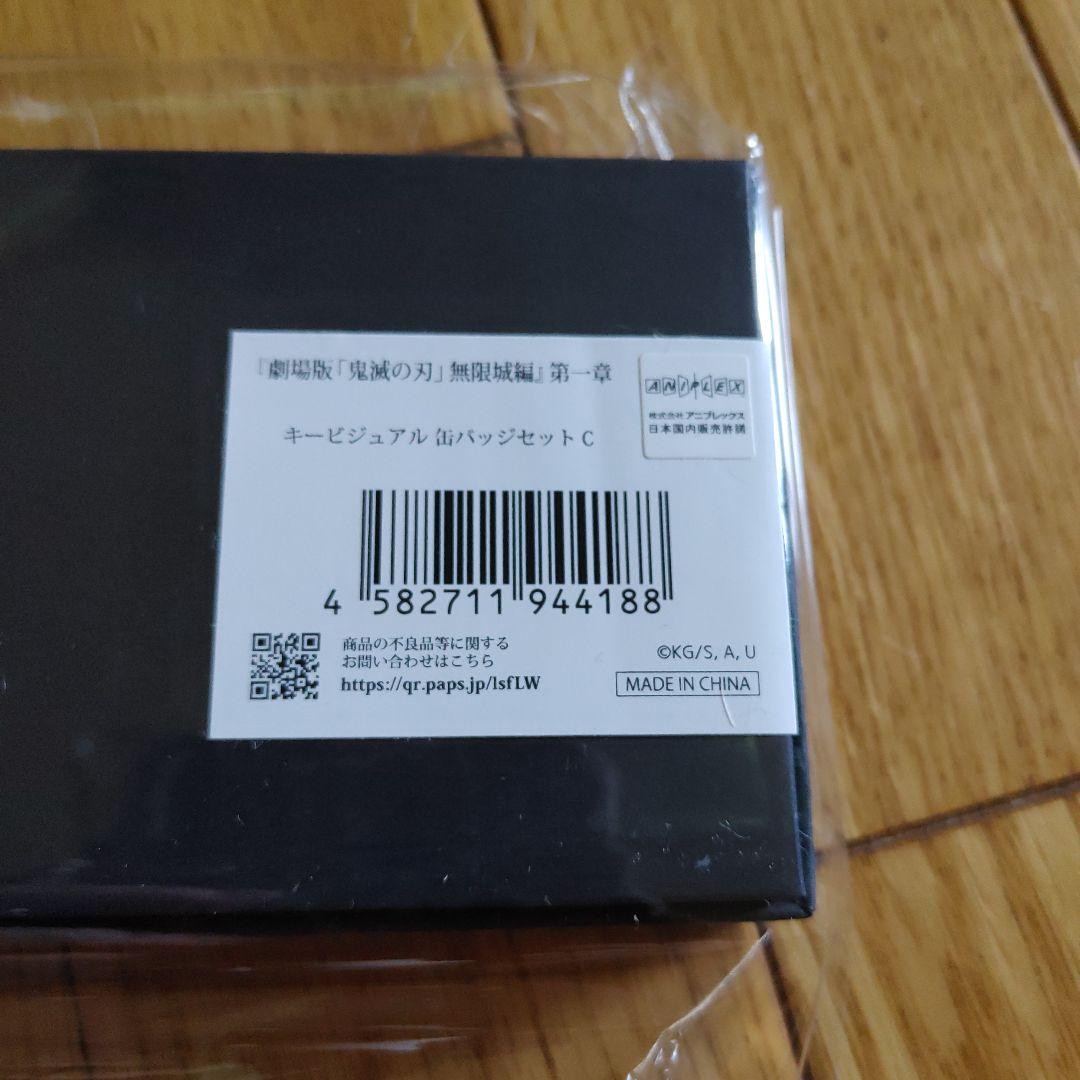 『劇場版「鬼滅の刃」無限城編』第一章
ANIPLEX
株式会社アニプレックス
日本国内販売許諾
キービジュアル 缶バッジセット C
4 582711 944188
商品の不良品等に関する
お問い合わせはこちら
https://qr.paps.jp/lsfLW
©KG/S, A, U
MADE IN CHINA